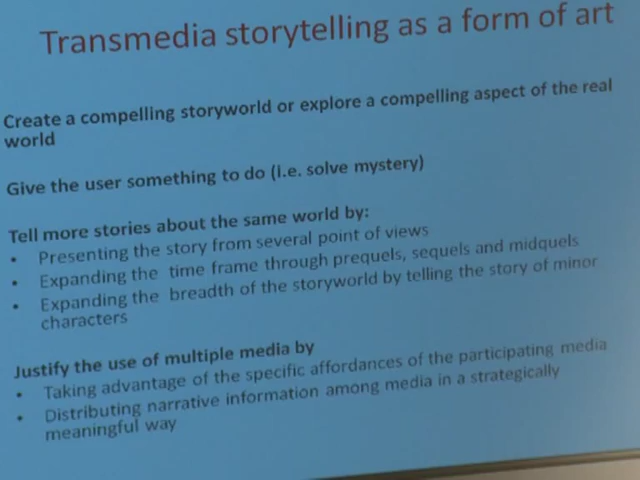 Transmedia storytelling as a form of art
Create a compelling storyworld or explore a compelling aspect of the real
world
Give the user something to do (I.e. solve mystery)
Tell more stories about the same world by:
• Presenting the story from several point of views
• Expanding the time frame through prequels, sequels and midquels
• Expanding the breadth of the storyworld by telling the story of minor
characters
Justify the use of multiple media by
• Taking advantage of the specific affordances of the participating media
• Distributing narrative information among media in a strategically
meaningful way